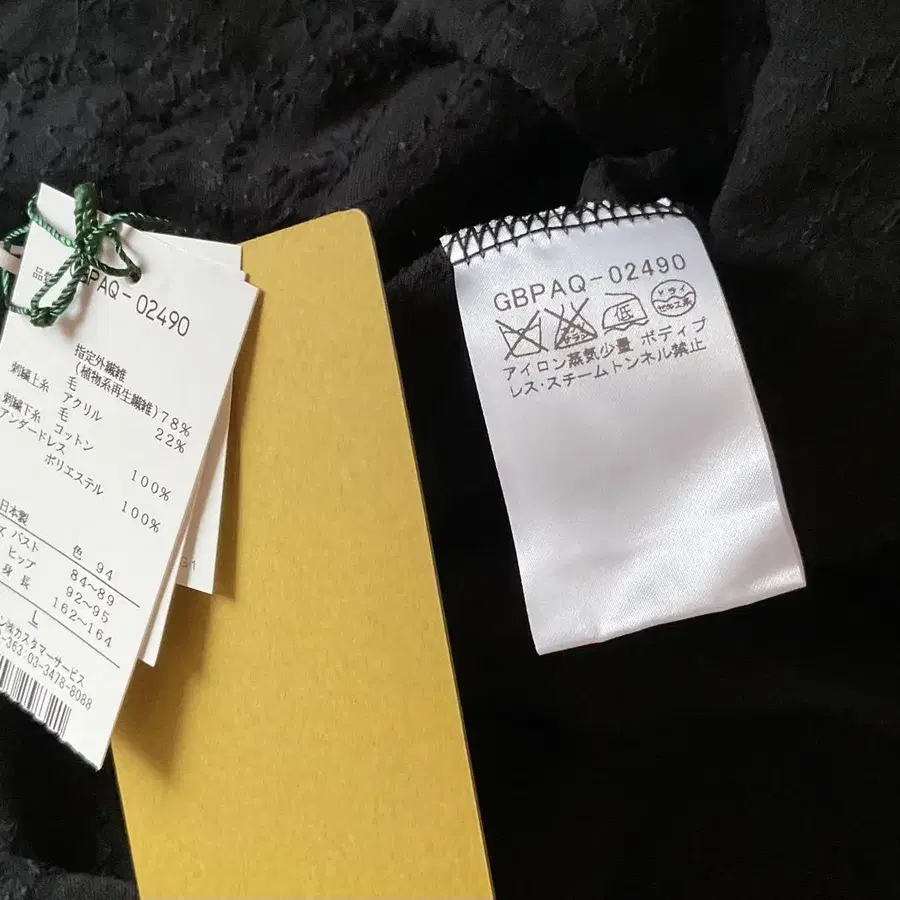 GBPAQ-02490
指定外繊維
(植物系再生繊維)78%
毛 22%
刺繍上糸 アクリル
刺繍下糸 コットン 100%
アンダードレス
ポリエステル 100%
日本製
色 94
バスト 84~89
ヒップ 92~95
身長 162~164
L
カスタマーサービス
03-3478-8088
GBPAQ-02490
低
ドライ
セキユ系
アイロン蒸気少量 ボディプ
レス・スチームトンネル禁止